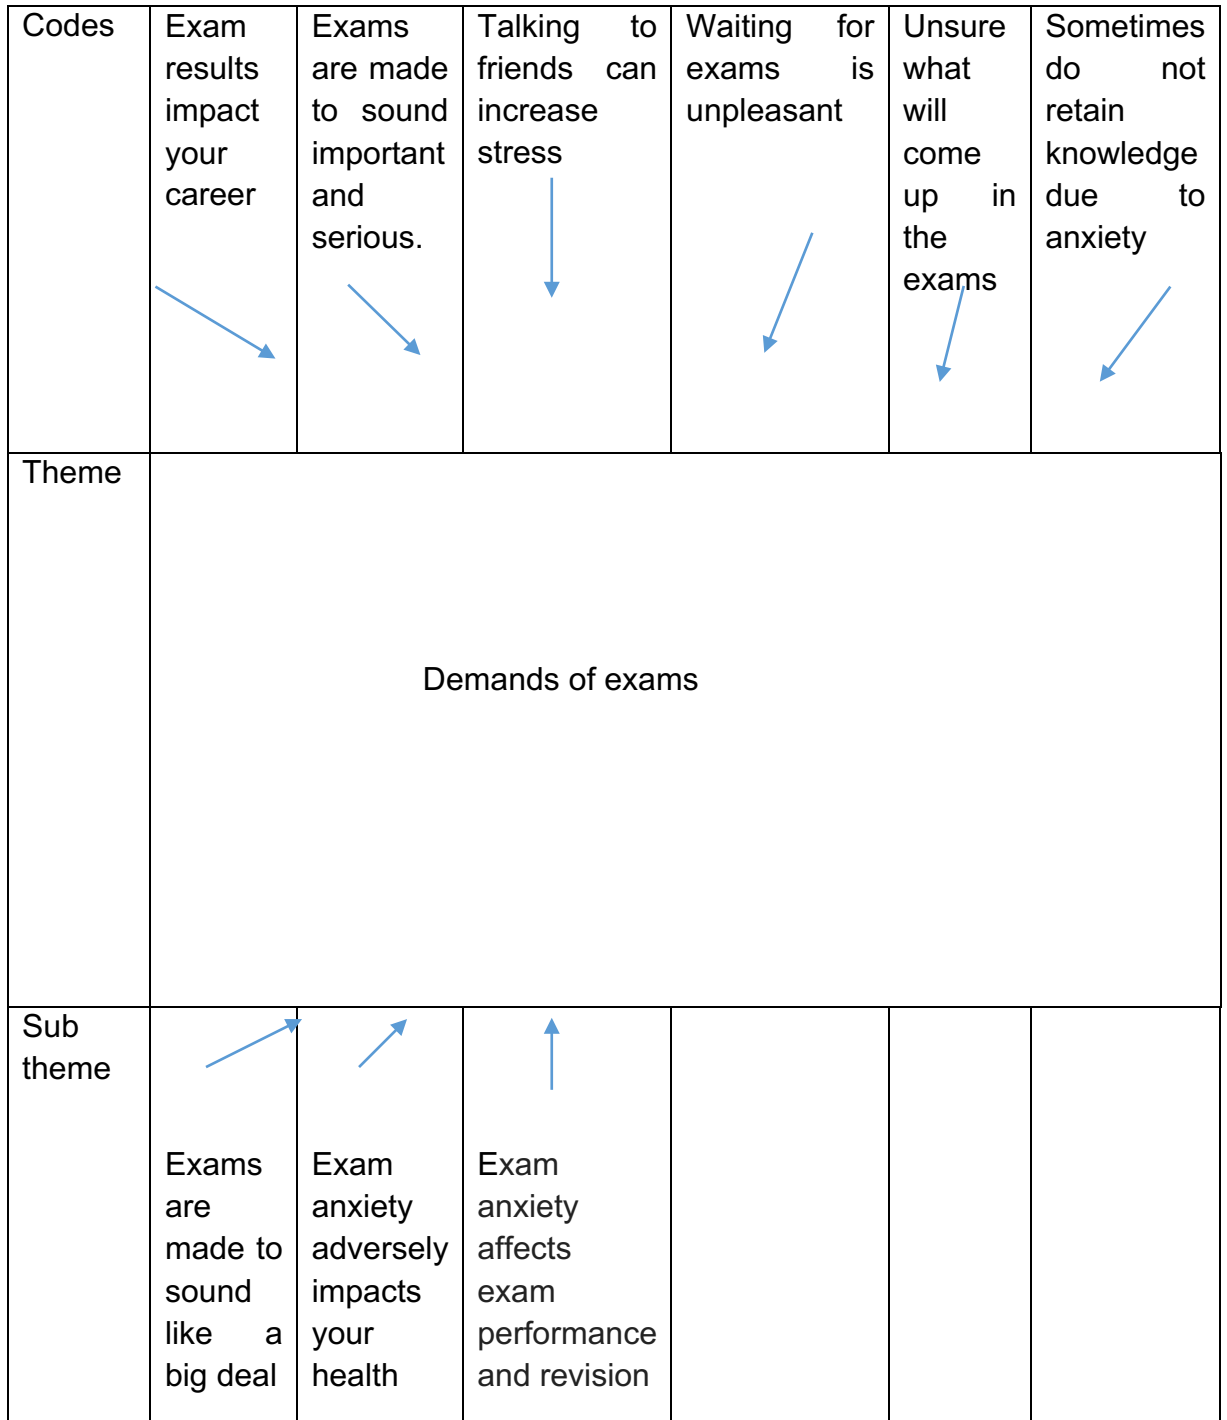 Codes
Exam
results
impact
your
career
Exams
are made
to sound
important
and
serious.
Talking to
friends can
increase
stress
Waiting for
exams is
unpleasant
Unsure
what
will
come
up in
the
exams
Sometimes
do not
retain
knowledge
due to
anxiety
Theme
Demands of exams
Sub
theme
Exams
are
made to
sound
like a
big deal
Exam
anxiety
adversely
impacts
your
health
Exam
anxiety
affects
exam
performance
and revision